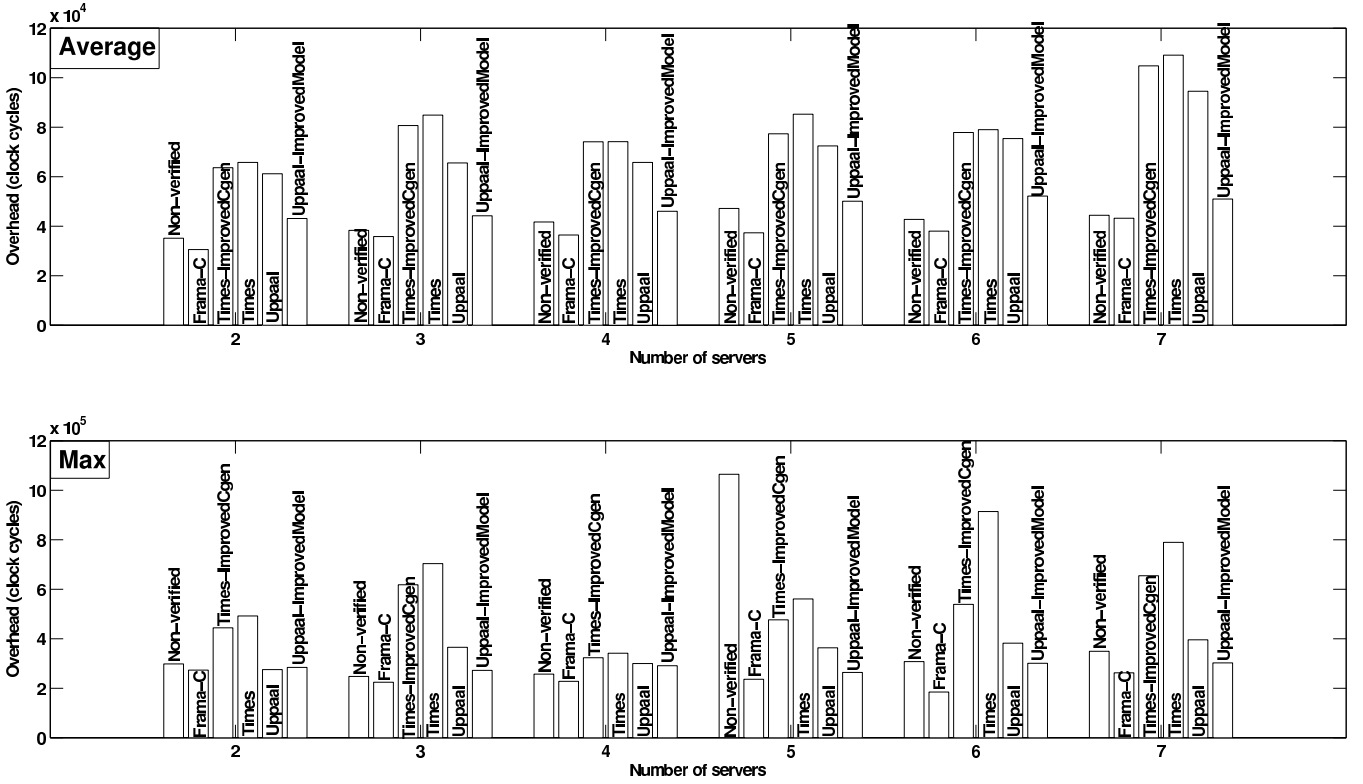 x 10^4
12
Average
10
8
6
4
2
0
Overhead (clock cycles)
Non-verified
Frama-C
Times-ImprovedCgen
Times
Uppaal
Uppaal-ImprovedModel
Non-verified
Frama-C
Times-ImprovedCgen
Times
Uppaal
Uppaal-ImprovedModel
Non-verified
Frama-C
Times-ImprovedCgen
Times
Uppaal
Uppaal-ImprovedModel
Non-verified
Frama-C
Times-ImprovedCgen
Times
Uppaal
Uppaal-ImprovedModel
Non-verified
Frama-C
Times-ImprovedCgen
Times
Uppaal
Uppaal-ImprovedModel
Non-verified
Frama-C
Times-ImprovedCgen
Times
Uppaal
Uppaal-ImprovedModel
2 3 4 5 6 7
Number of servers
x 10^5
12
Max
10
8
6
4
2
0
Overhead (clock cycles)
Non-verified
Frama-C
Times-ImprovedCgen
Times
Uppaal
Uppaal-ImprovedModel
Non-verified
Frama-C
Times-ImprovedCgen
Times
Uppaal
Uppaal-ImprovedModel
Non-verified
Frama-C
Times-ImprovedCgen
Times
Uppaal
Uppaal-ImprovedModel
Non-verified
Frama-C
Times-ImprovedCgen
Times
Uppaal
Uppaal-ImprovedModel
Non-verified
Frama-C
Times-ImprovedCgen
Times
Uppaal
Uppaal-ImprovedModel
Non-verified
Frama-C
Times-ImprovedCgen
Times
Uppaal
Uppaal-ImprovedModel
2 3 4 5 6 7
Number of servers